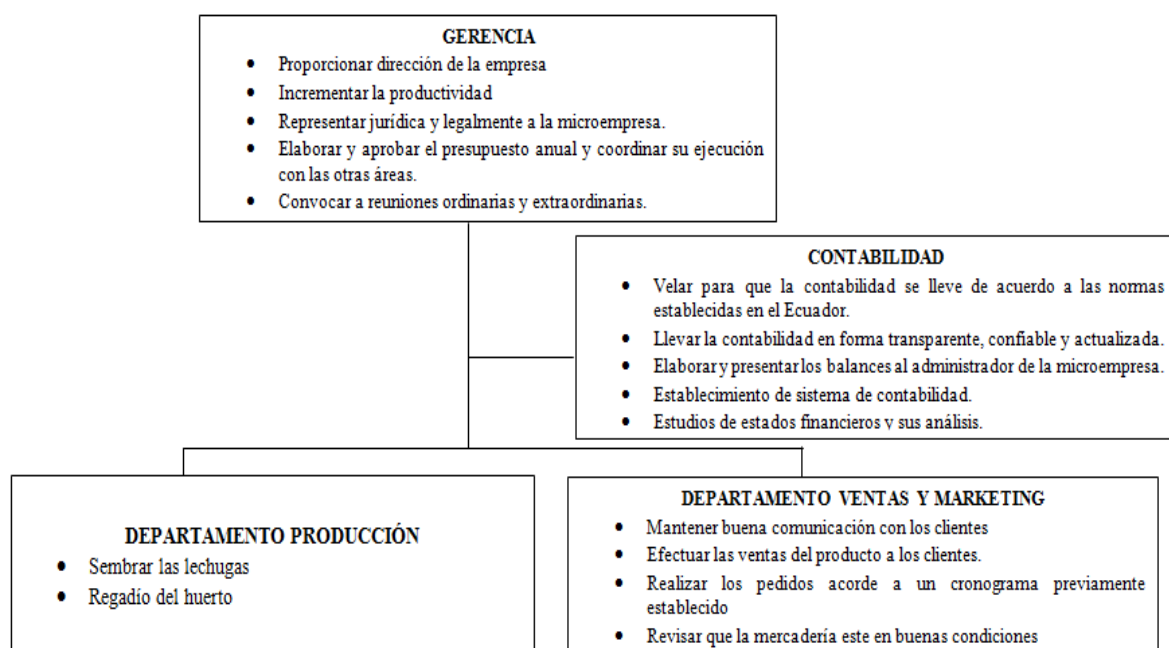 GERENCIA
• Proporcionar dirección de la empresa
• Incrementar la productividad
• Representar jurídica y legalmente a la microempresa.
• Elaborar y aprobar el presupuesto anual y coordinar su ejecución
con las otras áreas.
• Convocar a reuniones ordinarias y extraordinarias.
CONTABILIDAD
• Velar para que la contabilidad se lleve de acuerdo a las normas
establecidas en el Ecuador.
• Llevar la contabilidad en forma transparente, confiable y actualizada.
• Elaborar y presentar los balances al administrador de la microempresa.
• Establecimiento de sistema de contabilidad.
• Estudios de estados financieros y sus análisis.
DEPARTAMENTO PRODUCCIÓN
• Sembrar las lechugas
• Regadío del huerto
DEPARTAMENTO VENTAS Y MARKETING
• Mantener buena comunicación con los clientes
• Efectuar las ventas del producto a los clientes.
• Realizar los pedidos acorde a un cronograma previamente
establecido
• Revisar que la mercadería este en buenas condiciones